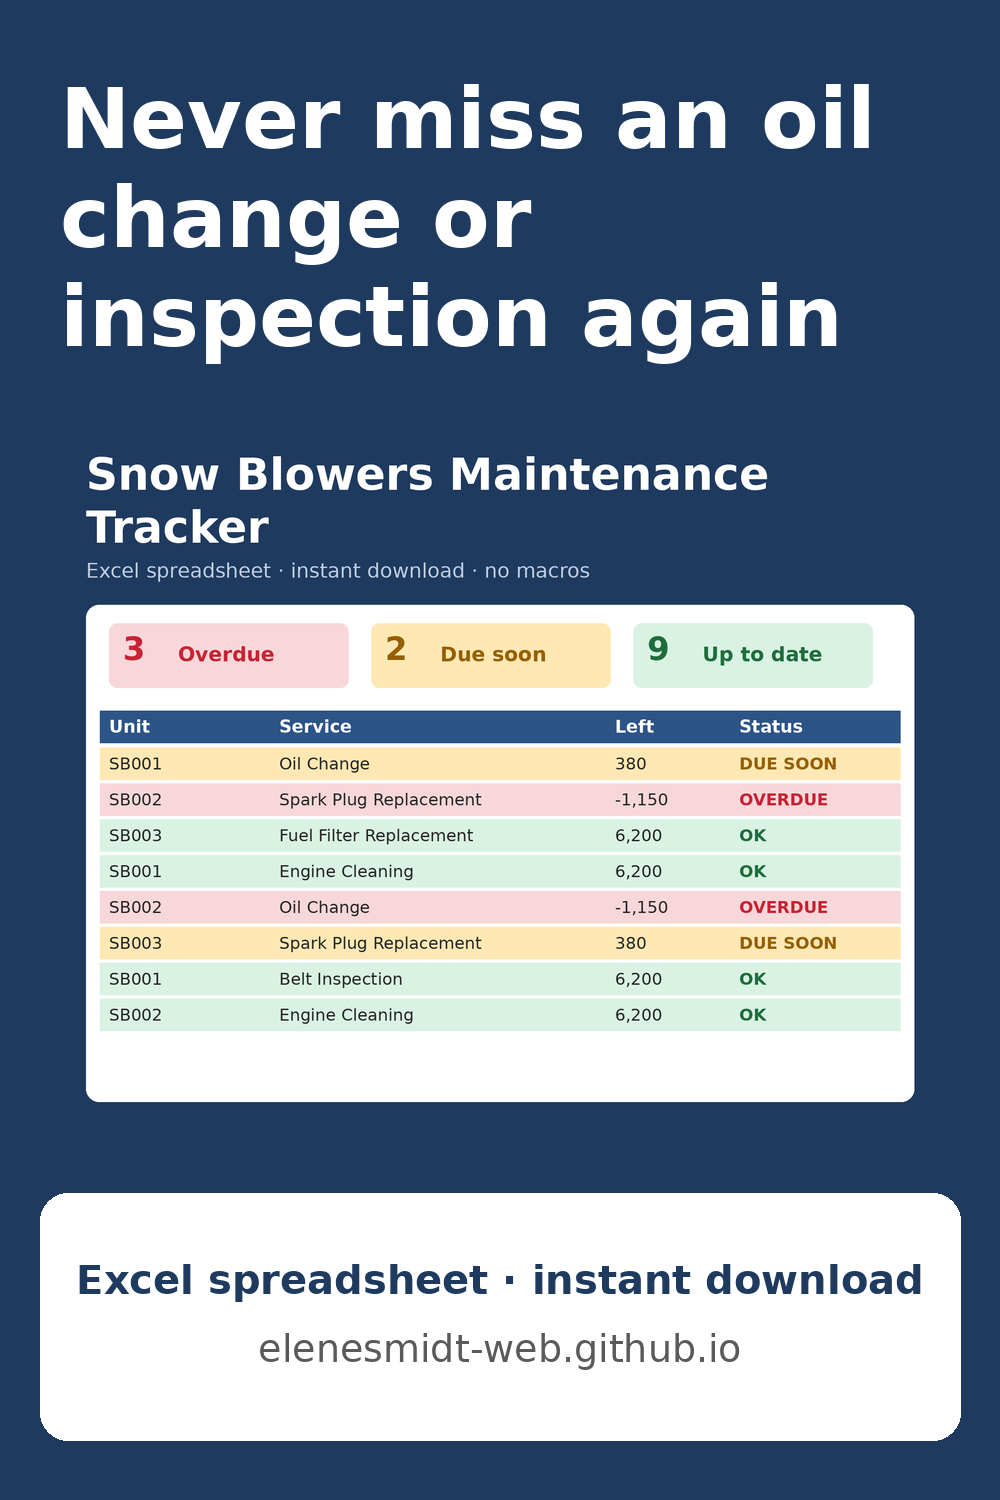 Never miss an oil
change or
inspection again
Snow Blowers Maintenance
Tracker
Excel spreadsheet · instant download · no macros
3 Overdue 2 Due soon 9 Up to date
Unit Service Left Status
SB001 Oil Change 380 DUE SOON
SB002 Spark Plug Replacement -1,150 OVERDUE
SB003 Fuel Filter Replacement 6,200 OK
SB001 Engine Cleaning 6,200 OK
SB002 Oil Change -1,150 OVERDUE
SB003 Spark Plug Replacement 380 DUE SOON
SB001 Belt Inspection 6,200 OK
SB002 Engine Cleaning 6,200 OK
Excel spreadsheet · instant download
elenesmidt-web.github.io